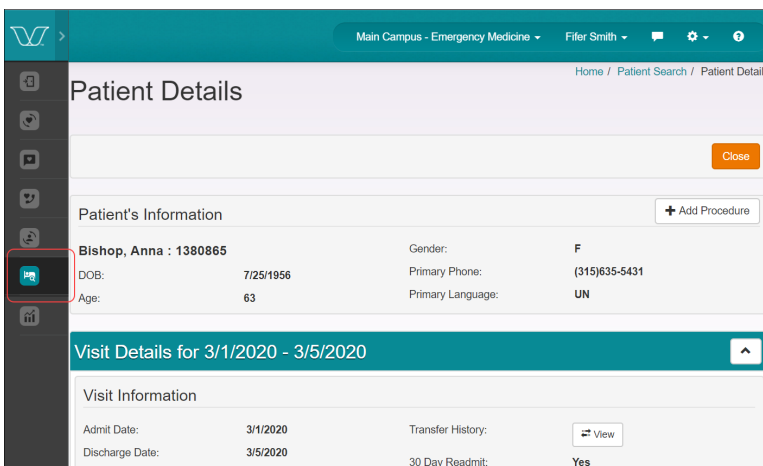 Main Campus - Emergency Medicine Fifer Smith
Home / Patient Search / Patient Detail
Patient Details
Close
Patient's Information
+ Add Procedure
Bishop, Anna : 1380865
Gender: F
DOB: 7/25/1956
Primary Phone: (315)635-5431
Age: 63
Primary Language: UN
Visit Details for 3/1/2020 - 3/5/2020
Visit Information
Admit Date: 3/1/2020
Transfer History: View
Discharge Date: 3/5/2020
30 Day Readmit: Yes